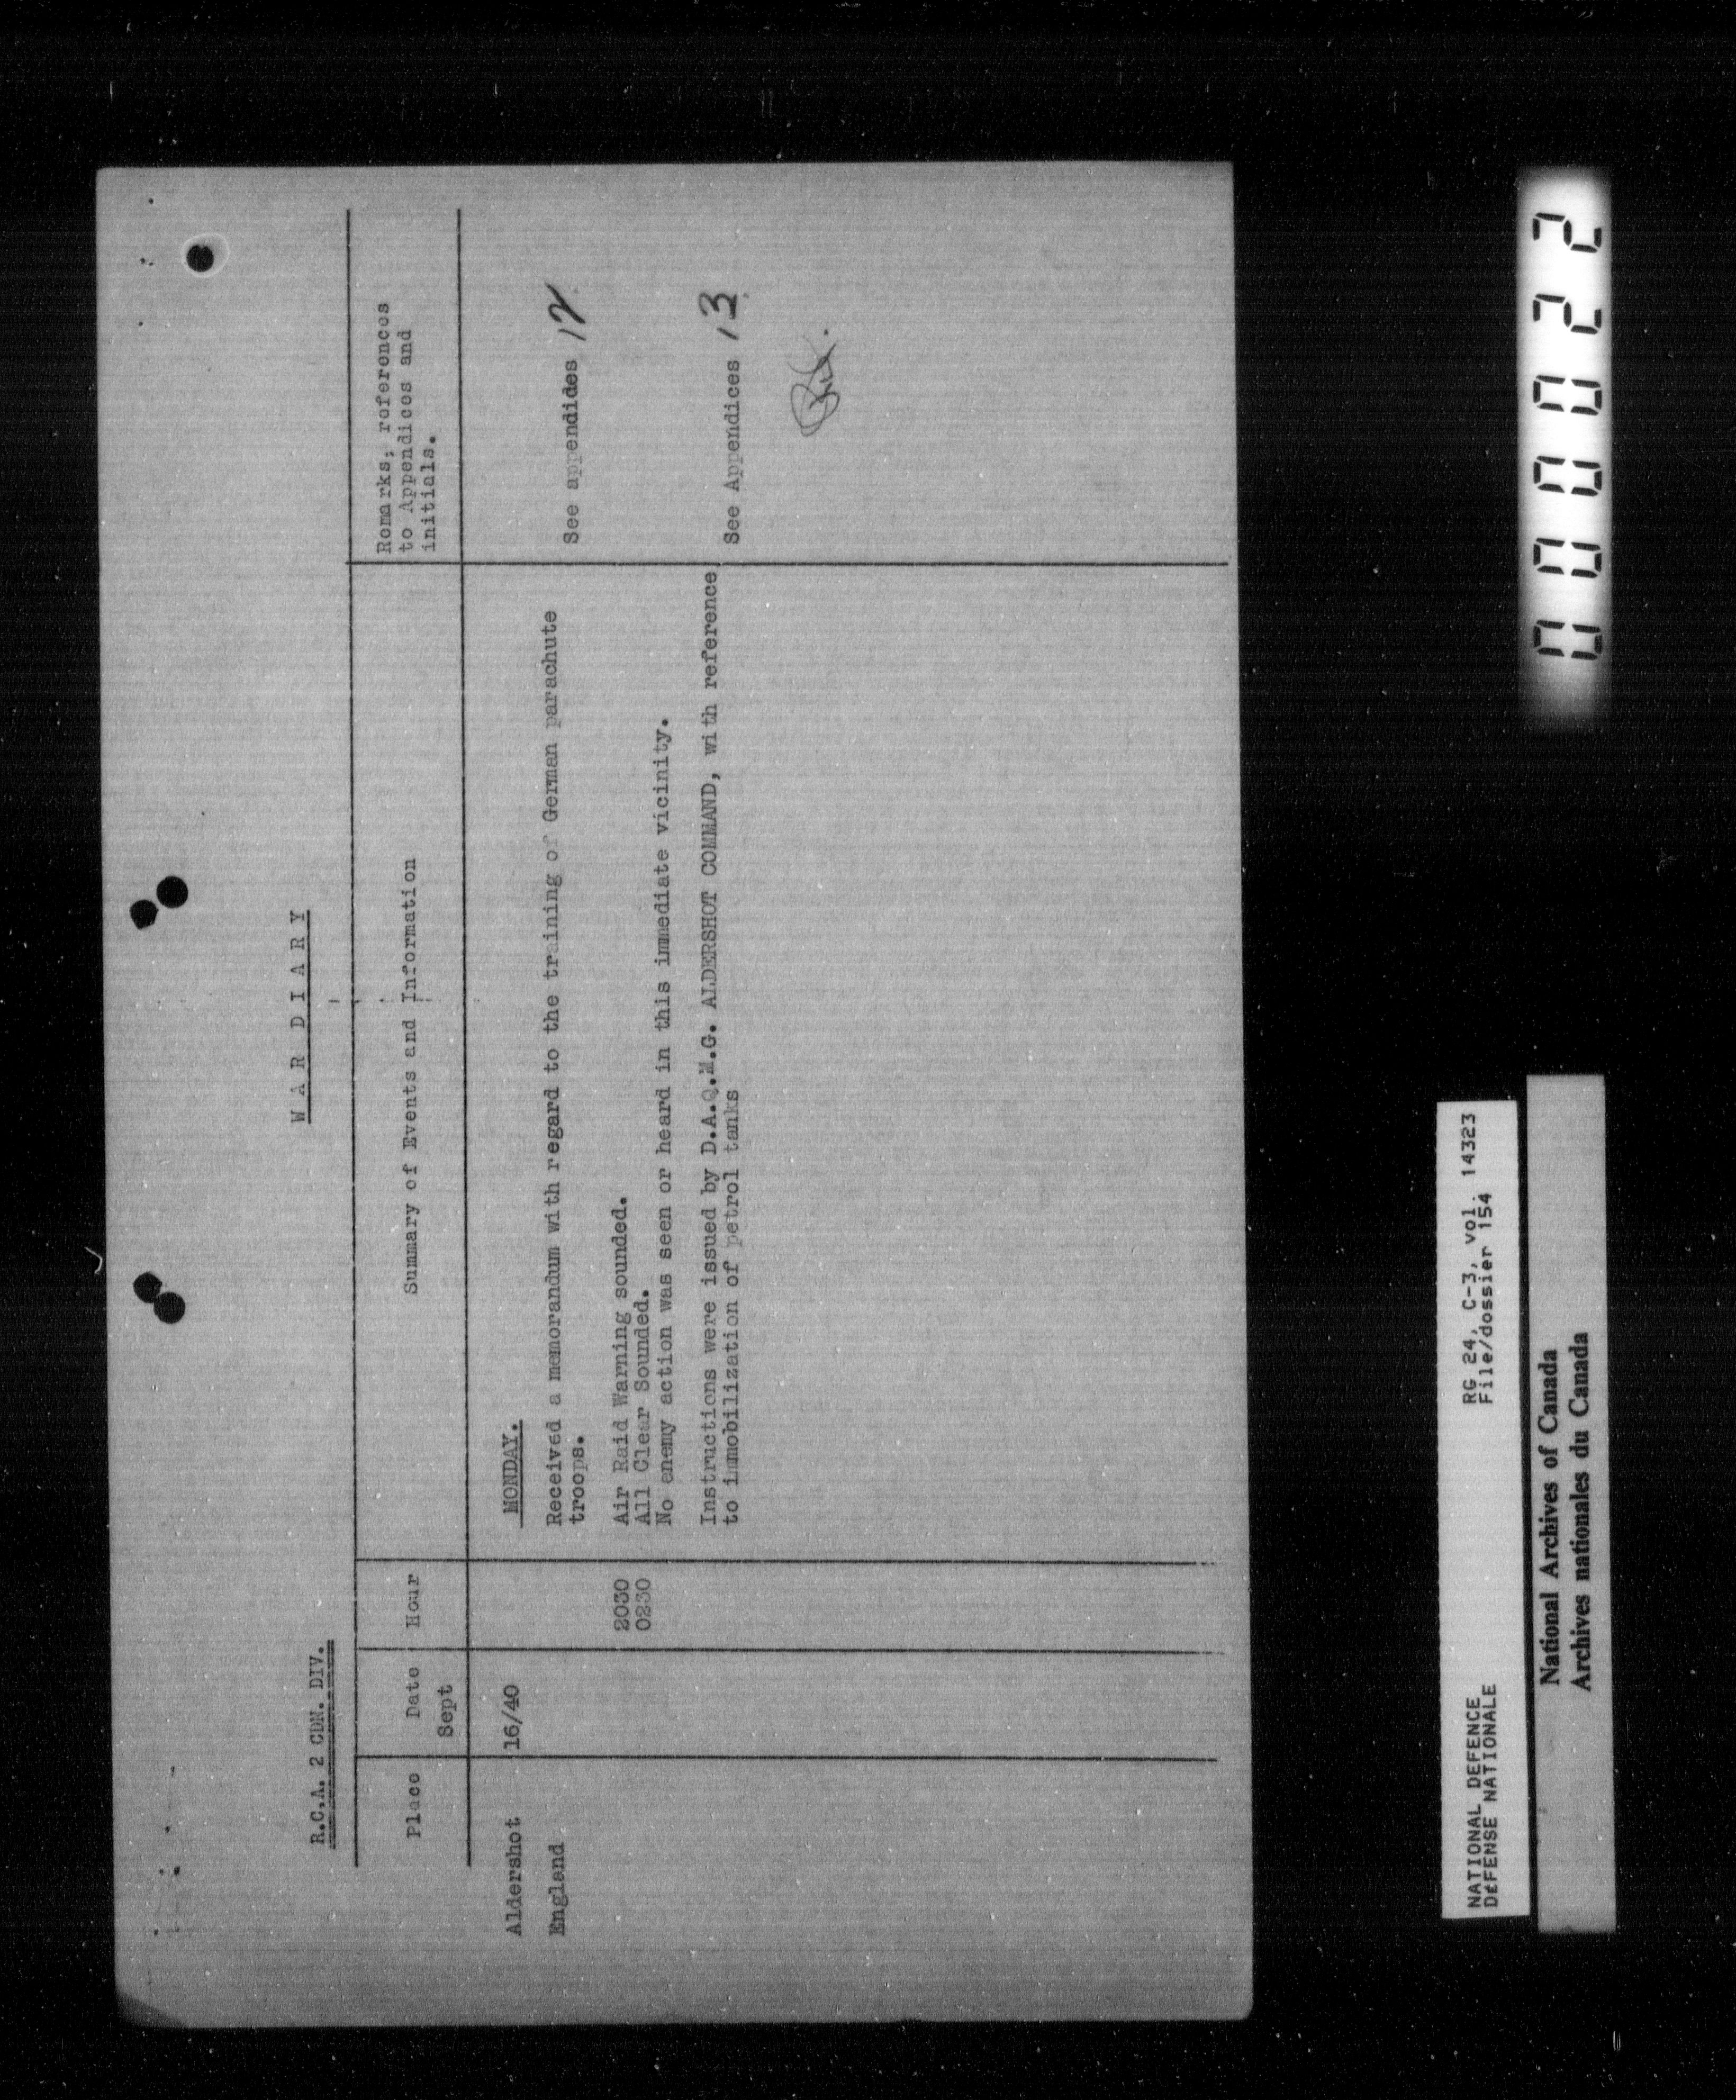 WAR DIARY
R.C.A. 2 CDN. DIV.
Place
Date
Sept
Hour
Summary of Events and Information
Remarks; references
to Appendices and
initials.
Aldershot
England
16/40
MONDAY.
Received a memorandum with regard to the training of German parachute
troops.
See appendides 12
2030
Air Raid Warning sounded.
0230
All Clear Sounded.
No enemy action was seen or heard in this immediate vicinity.
Instructions were issued by D.A.Q.M.G. ALDERSHOT COMMAND, with reference
to immobilization of petrol tanks
See Appendices 13
NATIONAL DEFENCE
DÉFENSE NATIONALE
RG 24, C-3, vol. 14323
File/dossier 154
National Archives of Canada
Archives nationales du Canada
000022